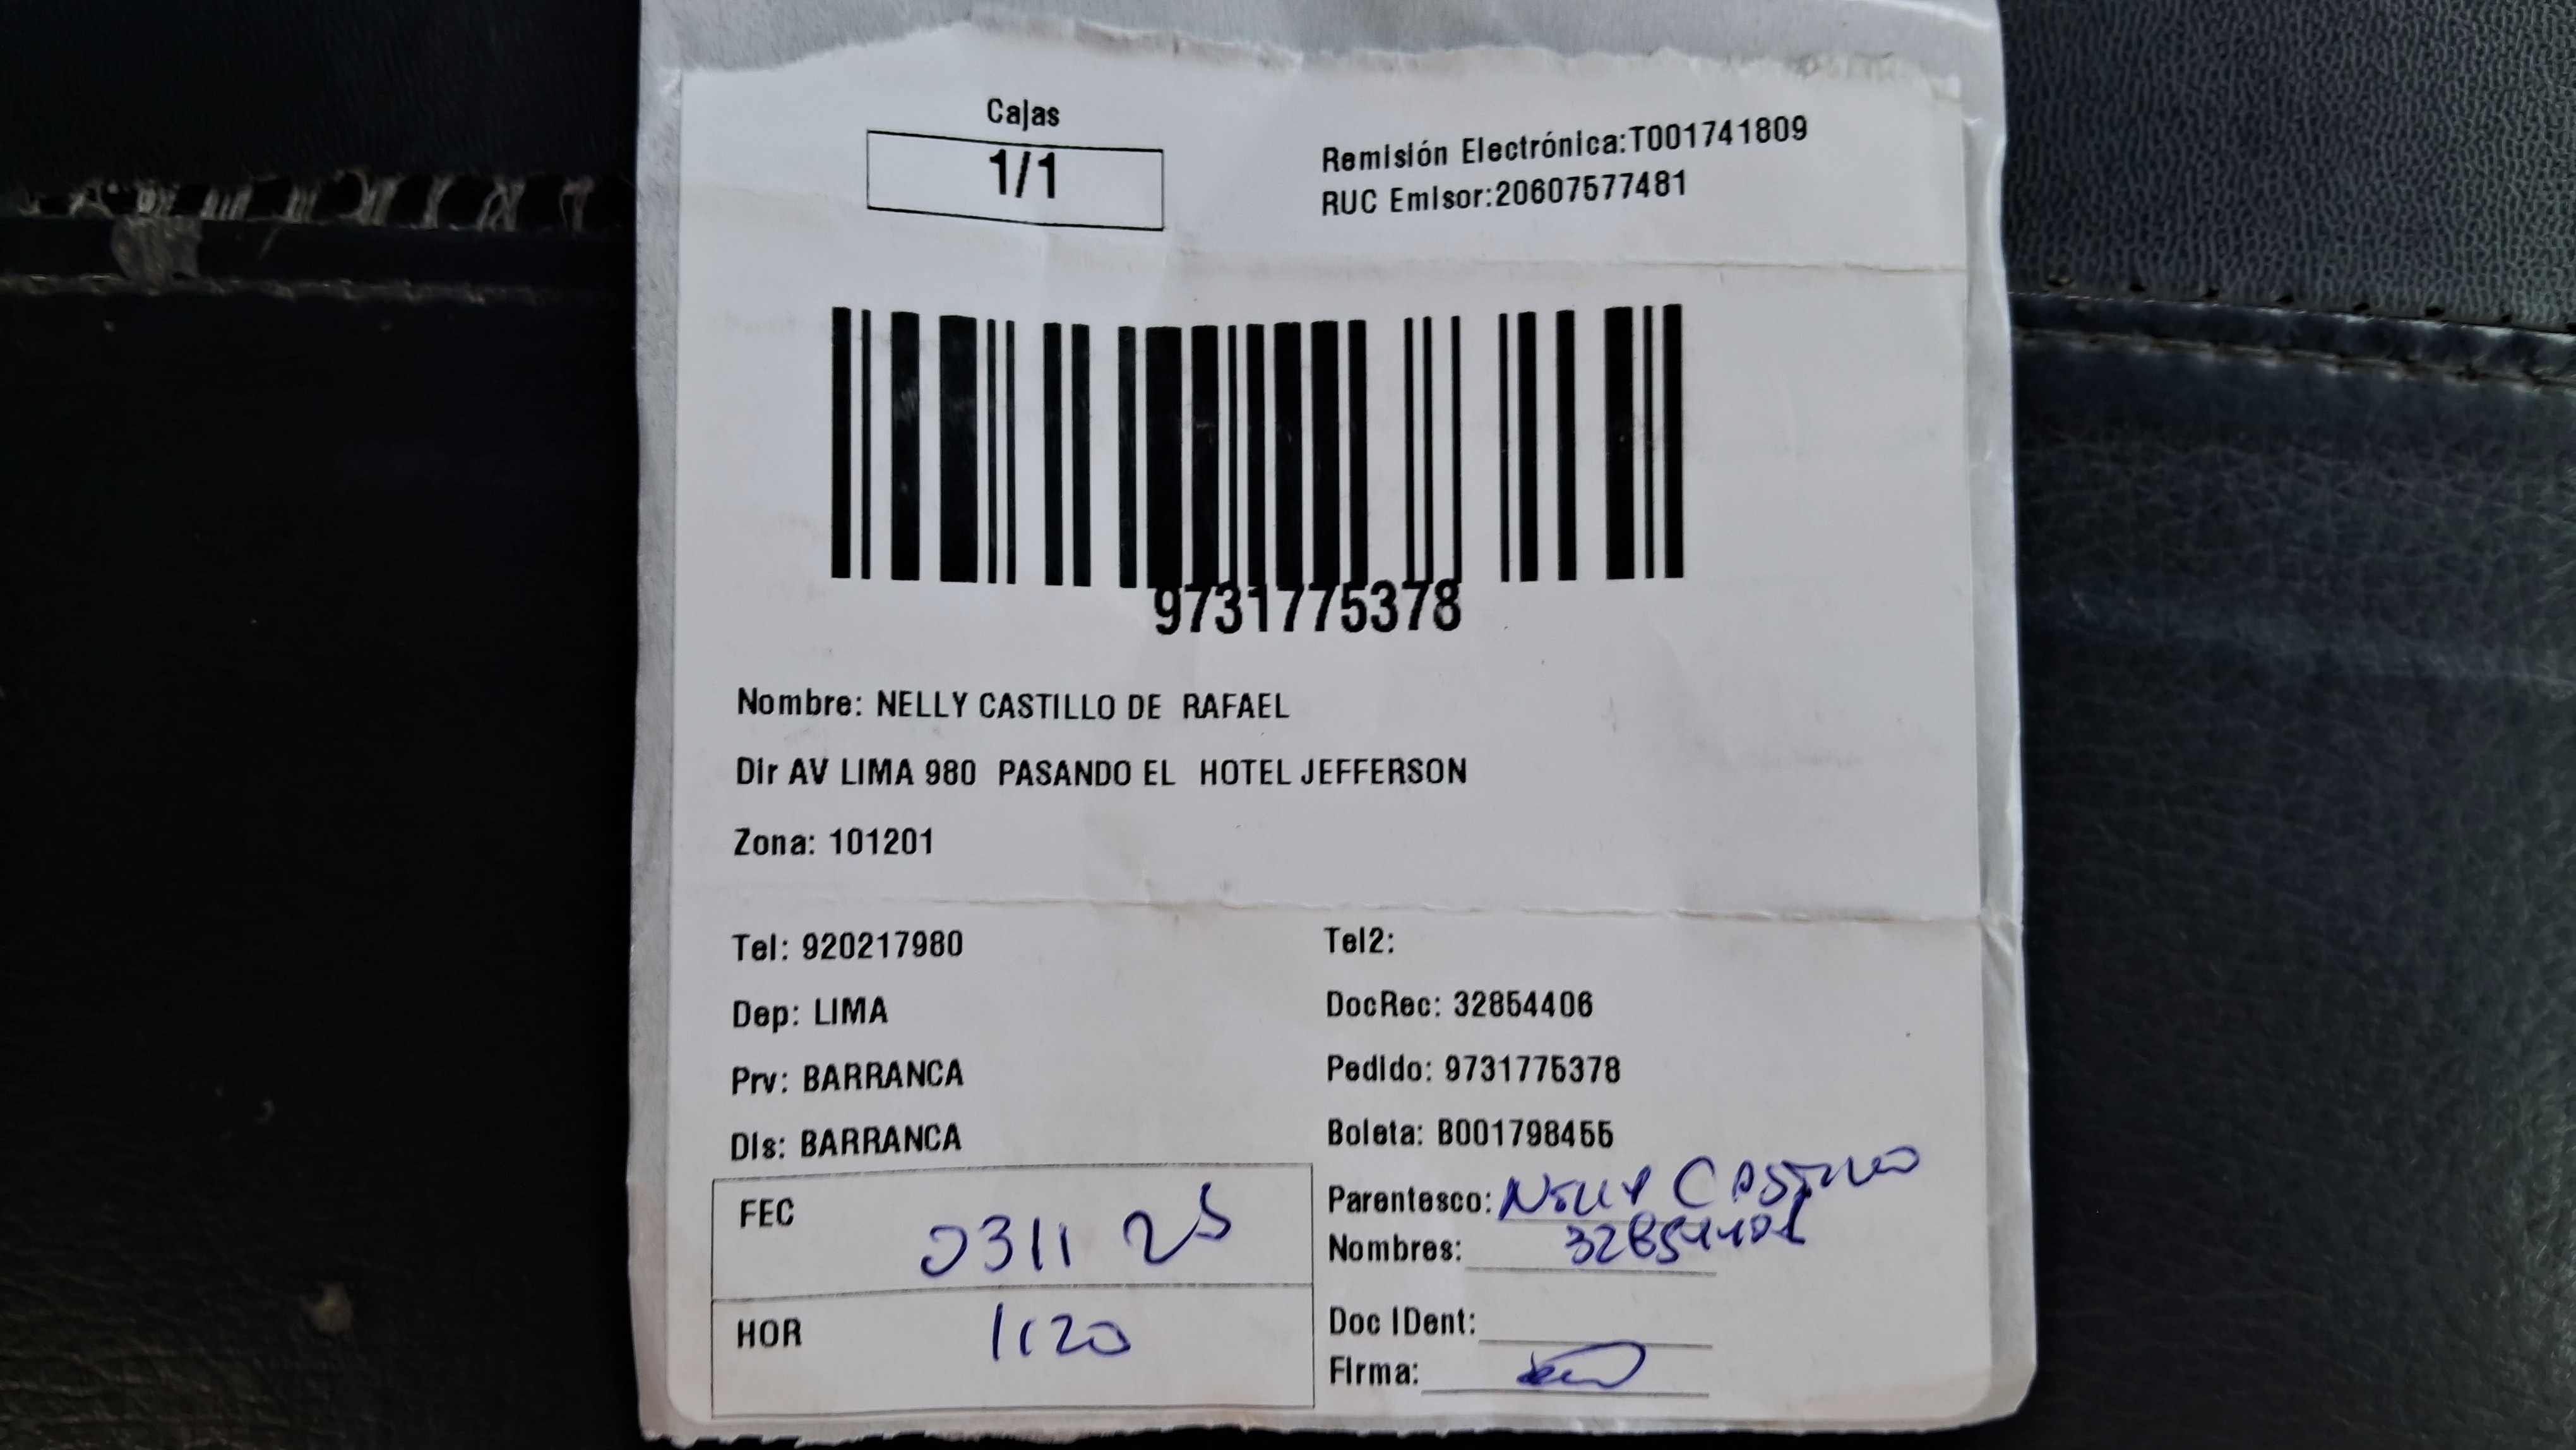 Cajas
1/1
Remisión Electrónica:T001741809
RUC Emisor:20607577481
9731775378
Nombre: NELLY CASTILLO DE RAFAEL
Dir AV LIMA 980 PASANDO EL HOTEL JEFFERSON
Zona: 101201
Tel: 920217980
Tel2:
Dep: LIMA
DocRec: 32854406
Prv: BARRANCA
Pedido: 9731775378
Dis: BARRANCA
Boleta: B001798455
FEC 0311 25
Parentesco: Nelly Castillo
Nombres:
HOR 1120
Doc IDent:
Firma: